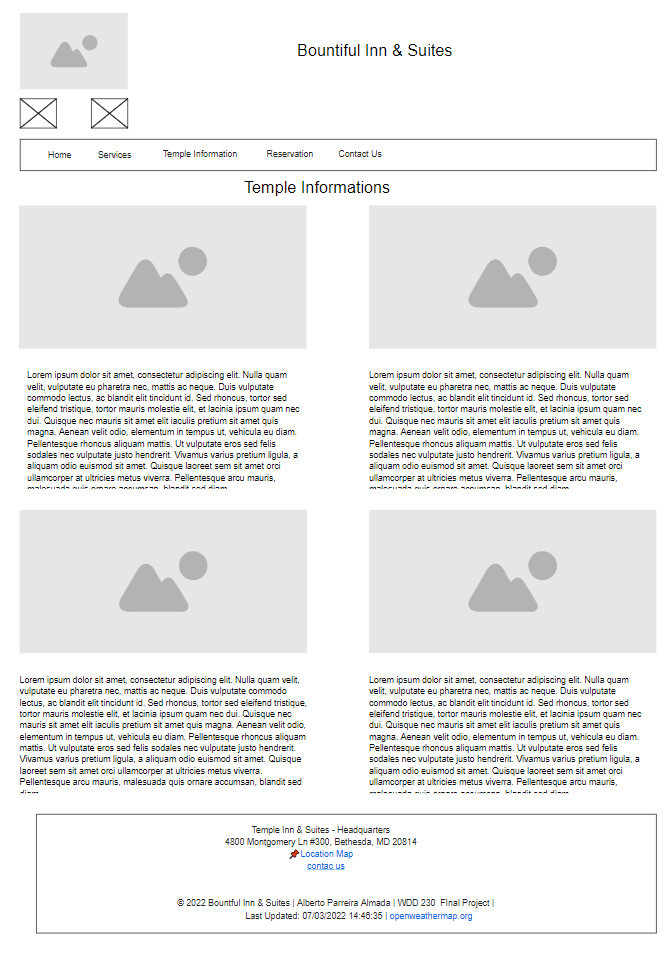 Bountiful Inn & Suites
Home Services Temple Information Reservation Contact Us
Temple Informations
Lorem ipsum dolor sit amet, consectetur adipiscing elit. Nulla quam
velit, vulputate eu pharetra nec, mattis ac neque. Duis vulputate
commodo lectus, ac blandit elit tincidunt id. Sed rhoncus, tortor sed
eleifend tristique, tortor mauris molestie elit, et lacinia ipsum quam nec
dui. Quisque nec mauris sit amet elit iaculis pretium sit amet quis
magna. Aenean velit odio, elementum in tempus ut, vehicula eu diam.
Pellentesque rhoncus aliquam mattis. Ut vulputate eros sed felis
sodales nec vulputate justo hendrerit. Vivamus varius pretium ligula, a
aliquam odio euismod sit amet. Quisque laoreet sem sit amet orci
ullamcorper at ultricies metus viverra. Pellentesque arcu mauris,
malesuada quis ornare accumsan, blandit sed diam
Lorem ipsum dolor sit amet, consectetur adipiscing elit. Nulla quam
velit, vulputate eu pharetra nec, mattis ac neque. Duis vulputate
commodo lectus, ac blandit elit tincidunt id. Sed rhoncus, tortor sed
eleifend tristique, tortor mauris molestie elit, et lacinia ipsum quam nec
dui. Quisque nec mauris sit amet elit iaculis pretium sit amet quis
magna. Aenean velit odio, elementum in tempus ut, vehicula eu diam.
Pellentesque rhoncus aliquam mattis. Ut vulputate eros sed felis
sodales nec vulputate justo hendrerit. Vivamus varius pretium ligula, a
aliquam odio euismod sit amet. Quisque laoreet sem sit amet orci
ullamcorper at ultricies metus viverra. Pellentesque arcu mauris,
malesuada quis ornare accumsan, blandit sed diam
Lorem ipsum dolor sit amet, consectetur adipiscing elit. Nulla quam velit,
vulputate eu pharetra nec, mattis ac neque. Duis vulputate commodo
lectus, ac blandit elit tincidunt id. Sed rhoncus, tortor sed eleifend tristique,
tortor mauris molestie elit, et lacinia ipsum quam nec dui. Quisque nec
mauris sit amet elit iaculis pretium sit amet quis magna. Aenean velit odio,
elementum in tempus ut, vehicula eu diam. Pellentesque rhoncus aliquam
mattis. Ut vulputate eros sed felis sodales nec vulputate justo hendrerit.
Vivamus varius pretium ligula, a aliquam odio euismod sit amet. Quisque
laoreet sem sit amet orci ullamcorper at ultricies metus viverra.
Pellentesque arcu mauris, malesuada quis ornare accumsan, blandit sed
diam
Lorem ipsum dolor sit amet, consectetur adipiscing elit. Nulla quam
velit, vulputate eu pharetra nec, mattis ac neque. Duis vulputate
commodo lectus, ac blandit elit tincidunt id. Sed rhoncus, tortor sed
eleifend tristique, tortor mauris molestie elit, et lacinia ipsum quam nec
dui. Quisque nec mauris sit amet elit iaculis pretium sit amet quis
magna. Aenean velit odio, elementum in tempus ut, vehicula eu diam.
Pellentesque rhoncus aliquam mattis. Ut vulputate eros sed felis
sodales nec vulputate justo hendrerit. Vivamus varius pretium ligula, a
aliquam odio euismod sit amet. Quisque laoreet sem sit amet orci
ullamcorper at ultricies metus viverra. Pellentesque arcu mauris,
malesuada quis ornare accumsan, blandit sed diam
Temple Inn & Suites - Headquarters
4800 Montgomery Ln #300, Bethesda, MD 20814
📌Location Map
contac us
© 2022 Bountiful Inn & Suites | Alberto Parreira Almada | WDD 230 FInal Project |
Last Updated: 07/03/2022 14:46:35 | openweathermap.org